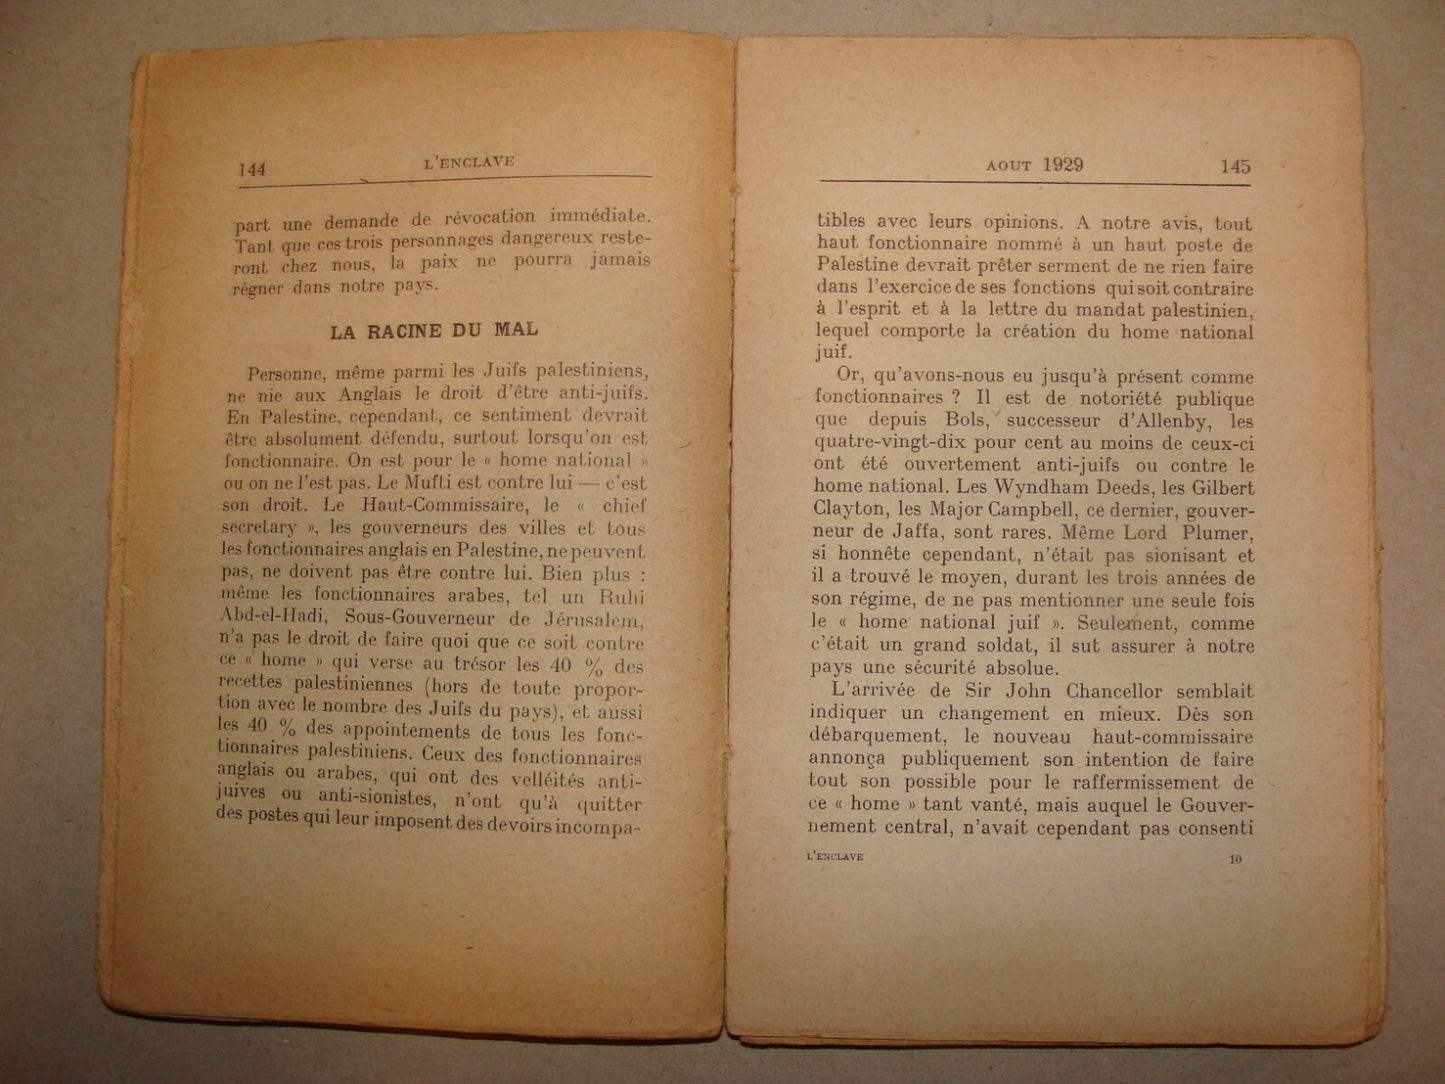 144
L'ENCLAVE
part une demande de révocation immédiate.
Tant que ces trois personnages dangereux reste-
ront chez nous, la paix ne pourra jamais
régner dans notre pays.
LA RACINE DU MAL
Personne, même parmi les Juifs palestiniens,
ne nie aux Anglais le droit d'être anti-juifs.
En Palestine, cependant, ce sentiment devrait
être absolument défendu, surtout lorsqu'on est
fonctionnaire. On est pour le « home national »
ou on ne l'est pas. Le Mufti est contre lui — c'est
son droit. Le Haut-Commissaire, le « chief
secretary », les gouverneurs des villes et tous
les fonctionnaires anglais en Palestine, ne peuvent
pas, ne doivent pas être contre lui. Bien plus :
même les fonctionnaires arabes, tel un Ruhi
Abd-el-Hadi, Sous-Gouverneur de Jérusalem,
n'a pas le droit de faire quoi que ce soit contre
ce « home » qui verse au trésor les 40 % des
recettes palestiniennes (hors de toute propor-
tion avec le nombre des Juifs du pays), et aussi
les 40 % des appointements de tous les fonc-
tionnaires palestiniens. Ceux des fonctionnaires
anglais ou arabes, qui ont des velléités anti-
juives ou anti-sionistes, n'ont qu'à quitter
des postes qui leur imposent des devoirs incompa-
AOUT 1929
145
tibles avec leurs opinions. A notre avis, tout
haut fonctionnaire nommé à un haut poste de
Palestine devrait prêter serment de ne rien faire
dans l'exercice de ses fonctions qui soit contraire
à l'esprit et à la lettre du mandat palestinien,
lequel comporte la création du home national
juif.
Or, qu'avons-nous eu jusqu'à présent comme
fonctionnaires ? Il est de notoriété publique
que depuis Bols, successeur d'Allenby, les
quatre-vingt-dix pour cent au moins de ceux-ci
ont été ouvertement anti-juifs ou contre le
home national. Les Wyndham Deeds, les Gilbert
Clayton, les Major Campbell, ce dernier, gouver-
neur de Jaffa, sont rares. Même Lord Plumer,
si honnête cependant, n'était pas sionisant et
il a trouvé le moyen, durant les trois années de
son régime, de ne pas mentionner une seule fois
le « home national juif ». Seulement, comme
c'était un grand soldat, il sut assurer à notre
pays une sécurité absolue.
L'arrivée de Sir John Chancellor semblait
indiquer un changement en mieux. Dès son
débarquement, le nouveau haut-commissaire
annonça publiquement son intention de faire
tout son possible pour le raffermissement de
ce « home » tant vanté, mais auquel le Gouver-
nement central, n'avait cependant pas consenti
L'ENCLAVE
10